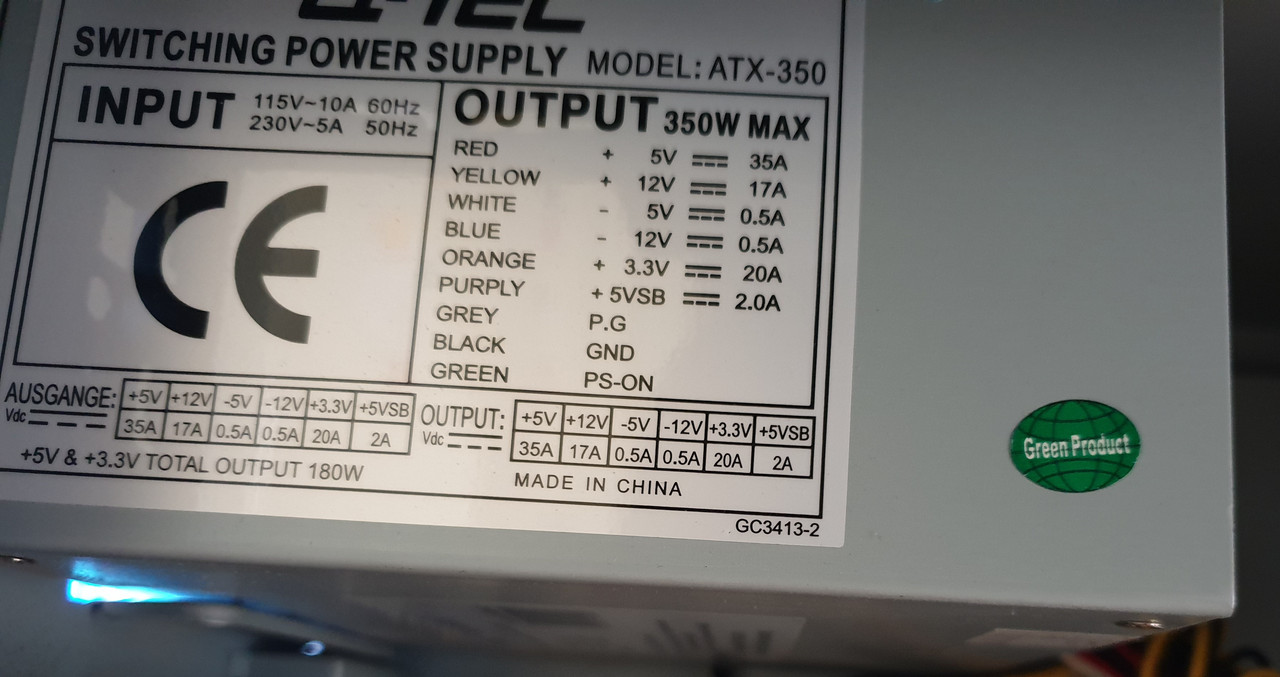 SWITCHING POWER SUPPLY MODEL: ATX-350
INPUT 115V~10A 60Hz
230V~5A 50Hz
OUTPUT 350W MAX
RED + 5V 35A
YELLOW + 12V 17A
WHITE - 5V 0.5A
BLUE - 12V 0.5A
ORANGE + 3.3V 20A
PURPLY + 5VSB 2.0A
GREY P.G
BLACK GND
GREEN PS-ON
CE
AUSGANGE: +5V +12V -5V -12V +3.3V +5VSB
Vdc 35A 17A 0.5A 0.5A 20A 2A
+5V & +3.3V TOTAL OUTPUT 180W
OUTPUT: +5V +12V -5V -12V +3.3V +5VSB
Vdc 35A 17A 0.5A 0.5A 20A 2A
MADE IN CHINA
GC3413-2
Green Product